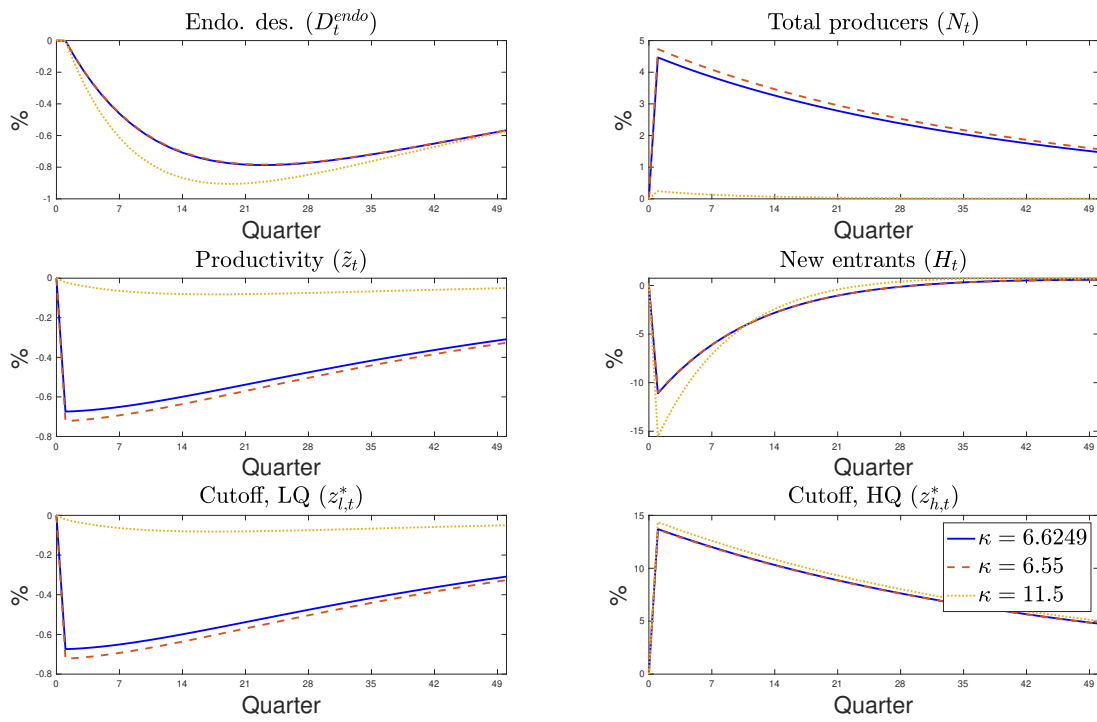 Endo. des. (D_t^{endo})
%
0
-0.2
-0.4
-0.6
-0.8
-1
0 7 14 21 28 35 42 49
Quarter
Total producers (N_t)
%
5
4
3
2
1
0
0 7 14 21 28 35 42 49
Quarter
Productivity (z̃_t)
%
0
-0.2
-0.4
-0.6
-0.8
0 7 14 21 28 35 42 49
Quarter
New entrants (H_t)
%
0
-5
-10
-15
0 7 14 21 28 35 42 49
Quarter
Cutoff, LQ (z^*_{l,t})
%
0
-0.2
-0.4
-0.6
-0.8
0 7 14 21 28 35 42 49
Quarter
Cutoff, HQ (z^*_{h,t})
%
15
10
5
0
0 7 14 21 28 35 42 49
Quarter
κ = 6.6249
κ = 6.55
κ = 11.5